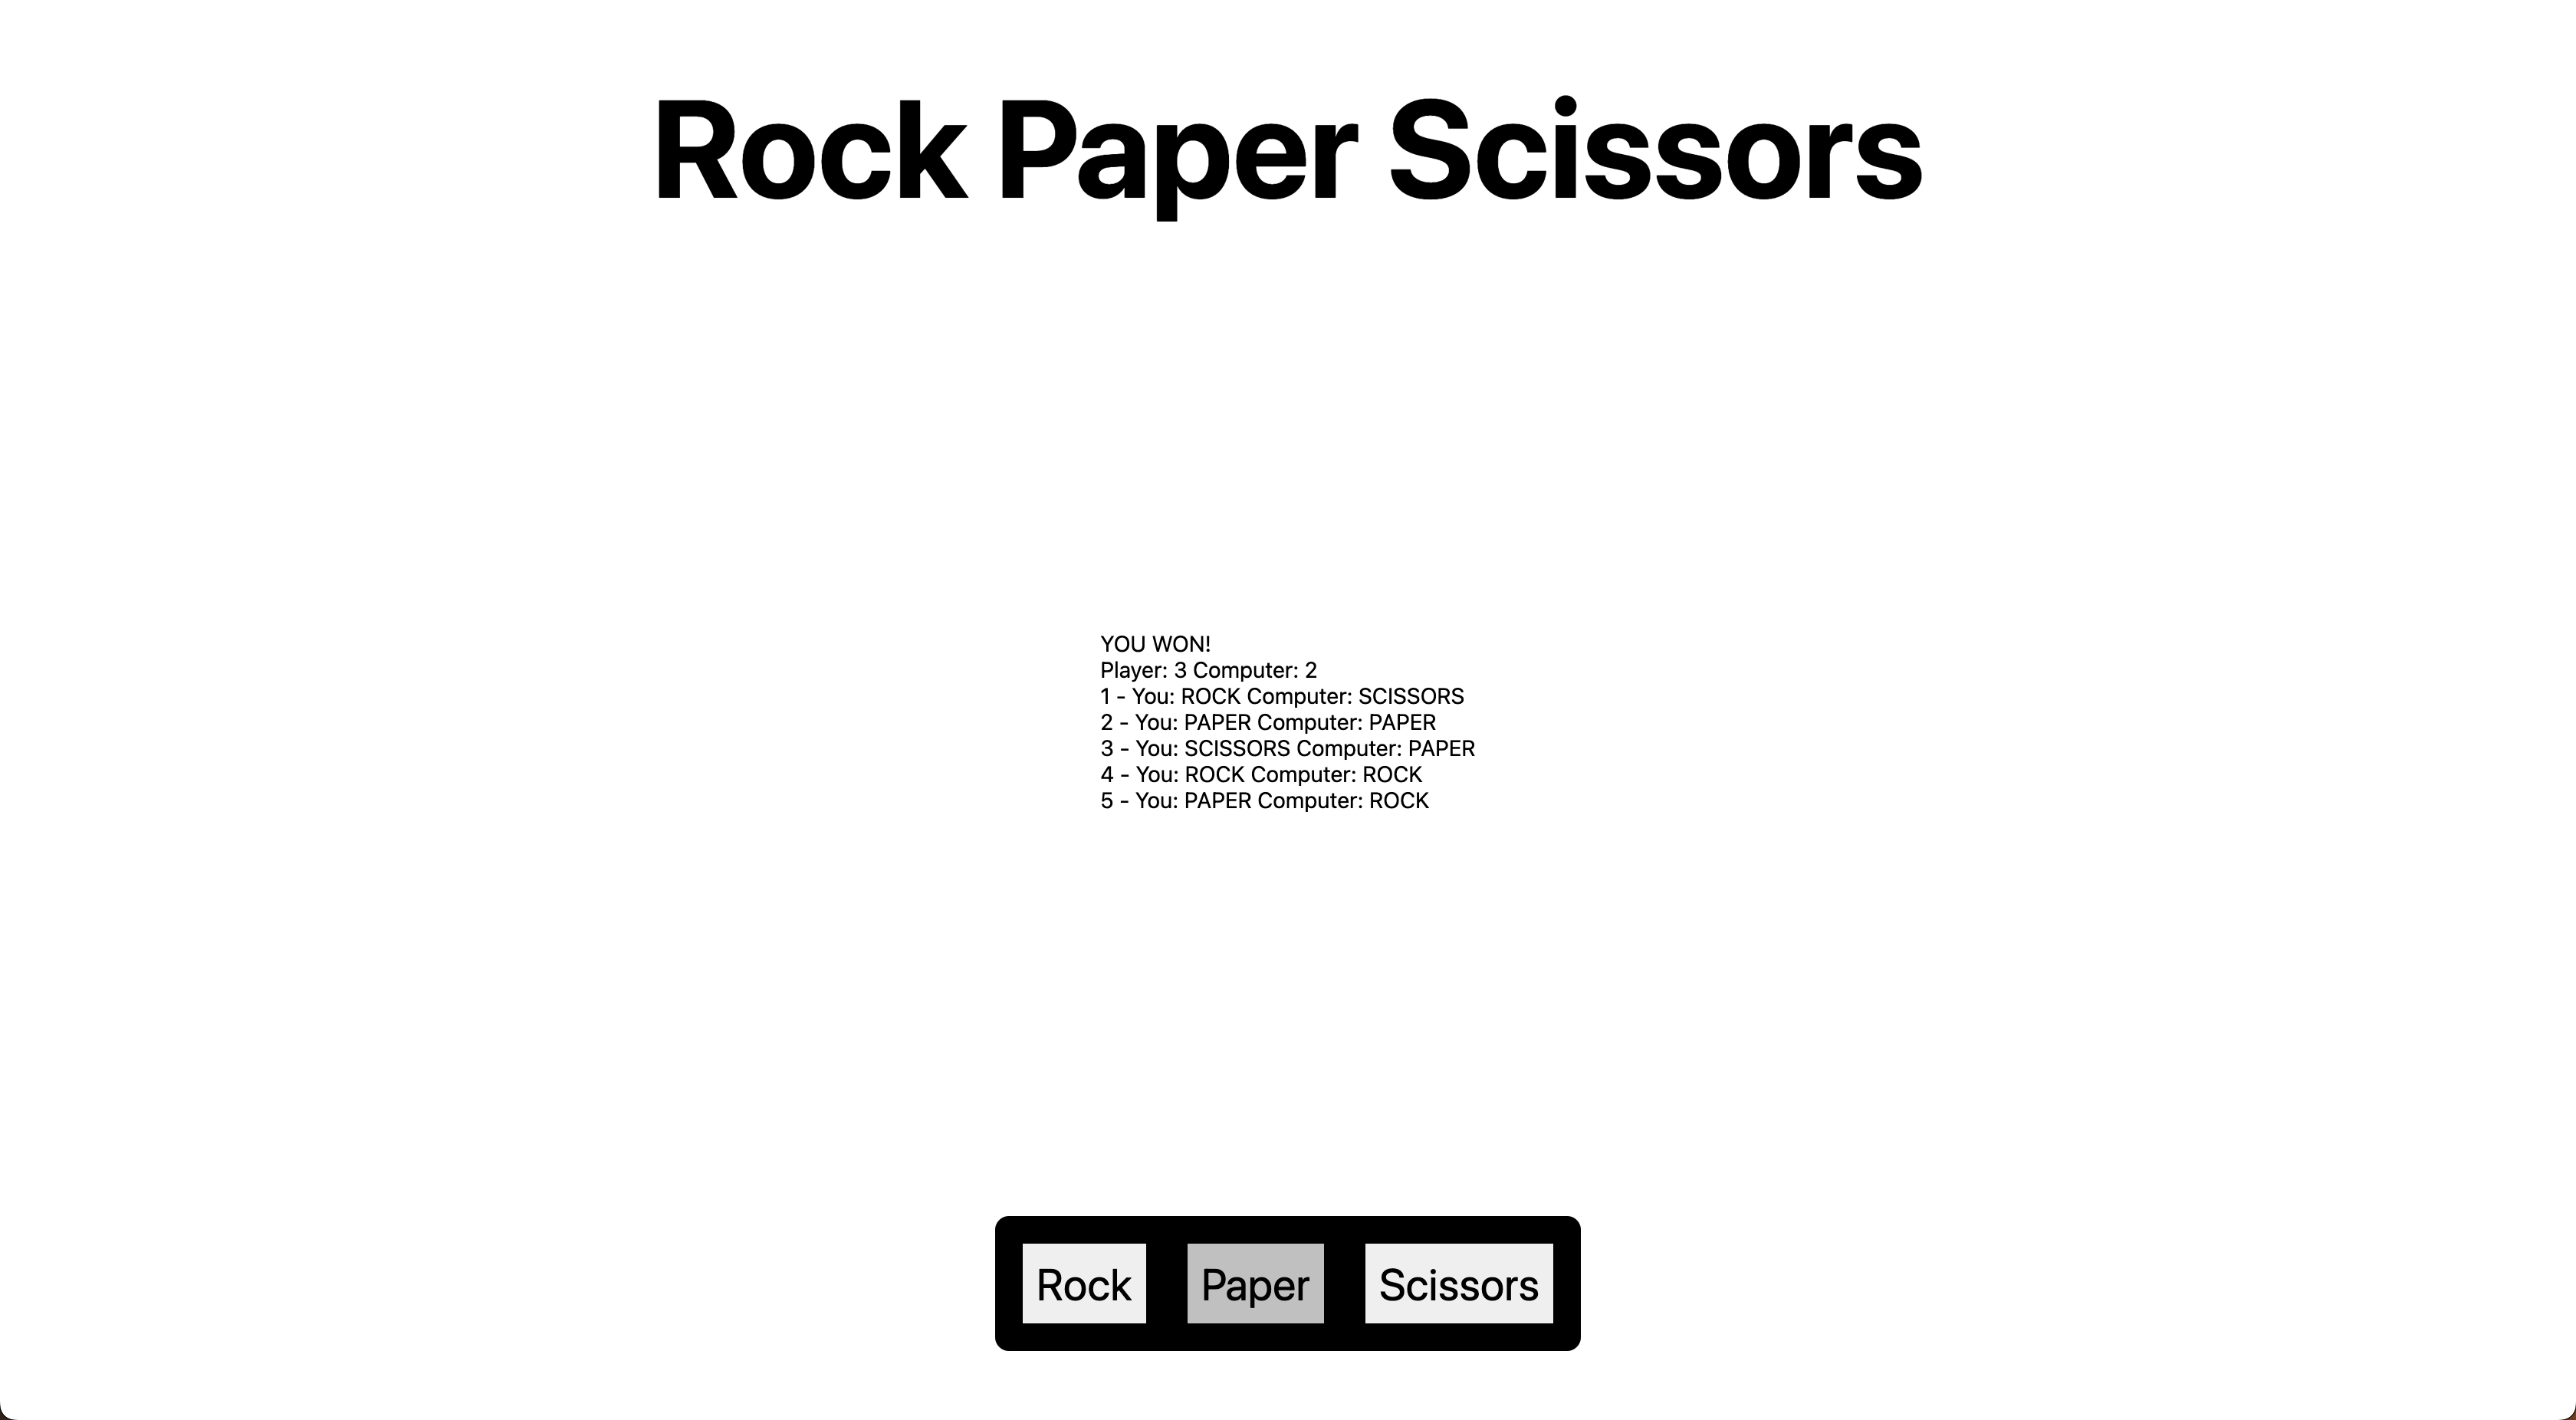 Rock Paper Scissors
YOU WON!
Player: 3 Computer: 2
1 - You: ROCK Computer: SCISSORS
2 - You: PAPER Computer: PAPER
3 - You: SCISSORS Computer: PAPER
4 - You: ROCK Computer: ROCK
5 - You: PAPER Computer: ROCK
Rock Paper Scissors